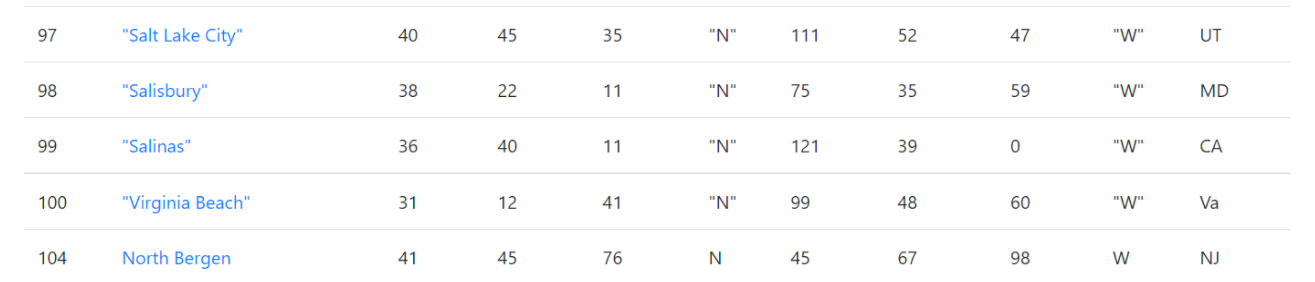 97 "Salt Lake City" 40 45 35 "N" 111 52 47 "W" UT
98 "Salisbury" 38 22 11 "N" 75 35 59 "W" MD
99 "Salinas" 36 40 11 "N" 121 39 0 "W" CA
100 "Virginia Beach" 31 12 41 "N" 99 48 60 "W" Va
104 North Bergen 41 45 76 N 45 67 98 W NJ